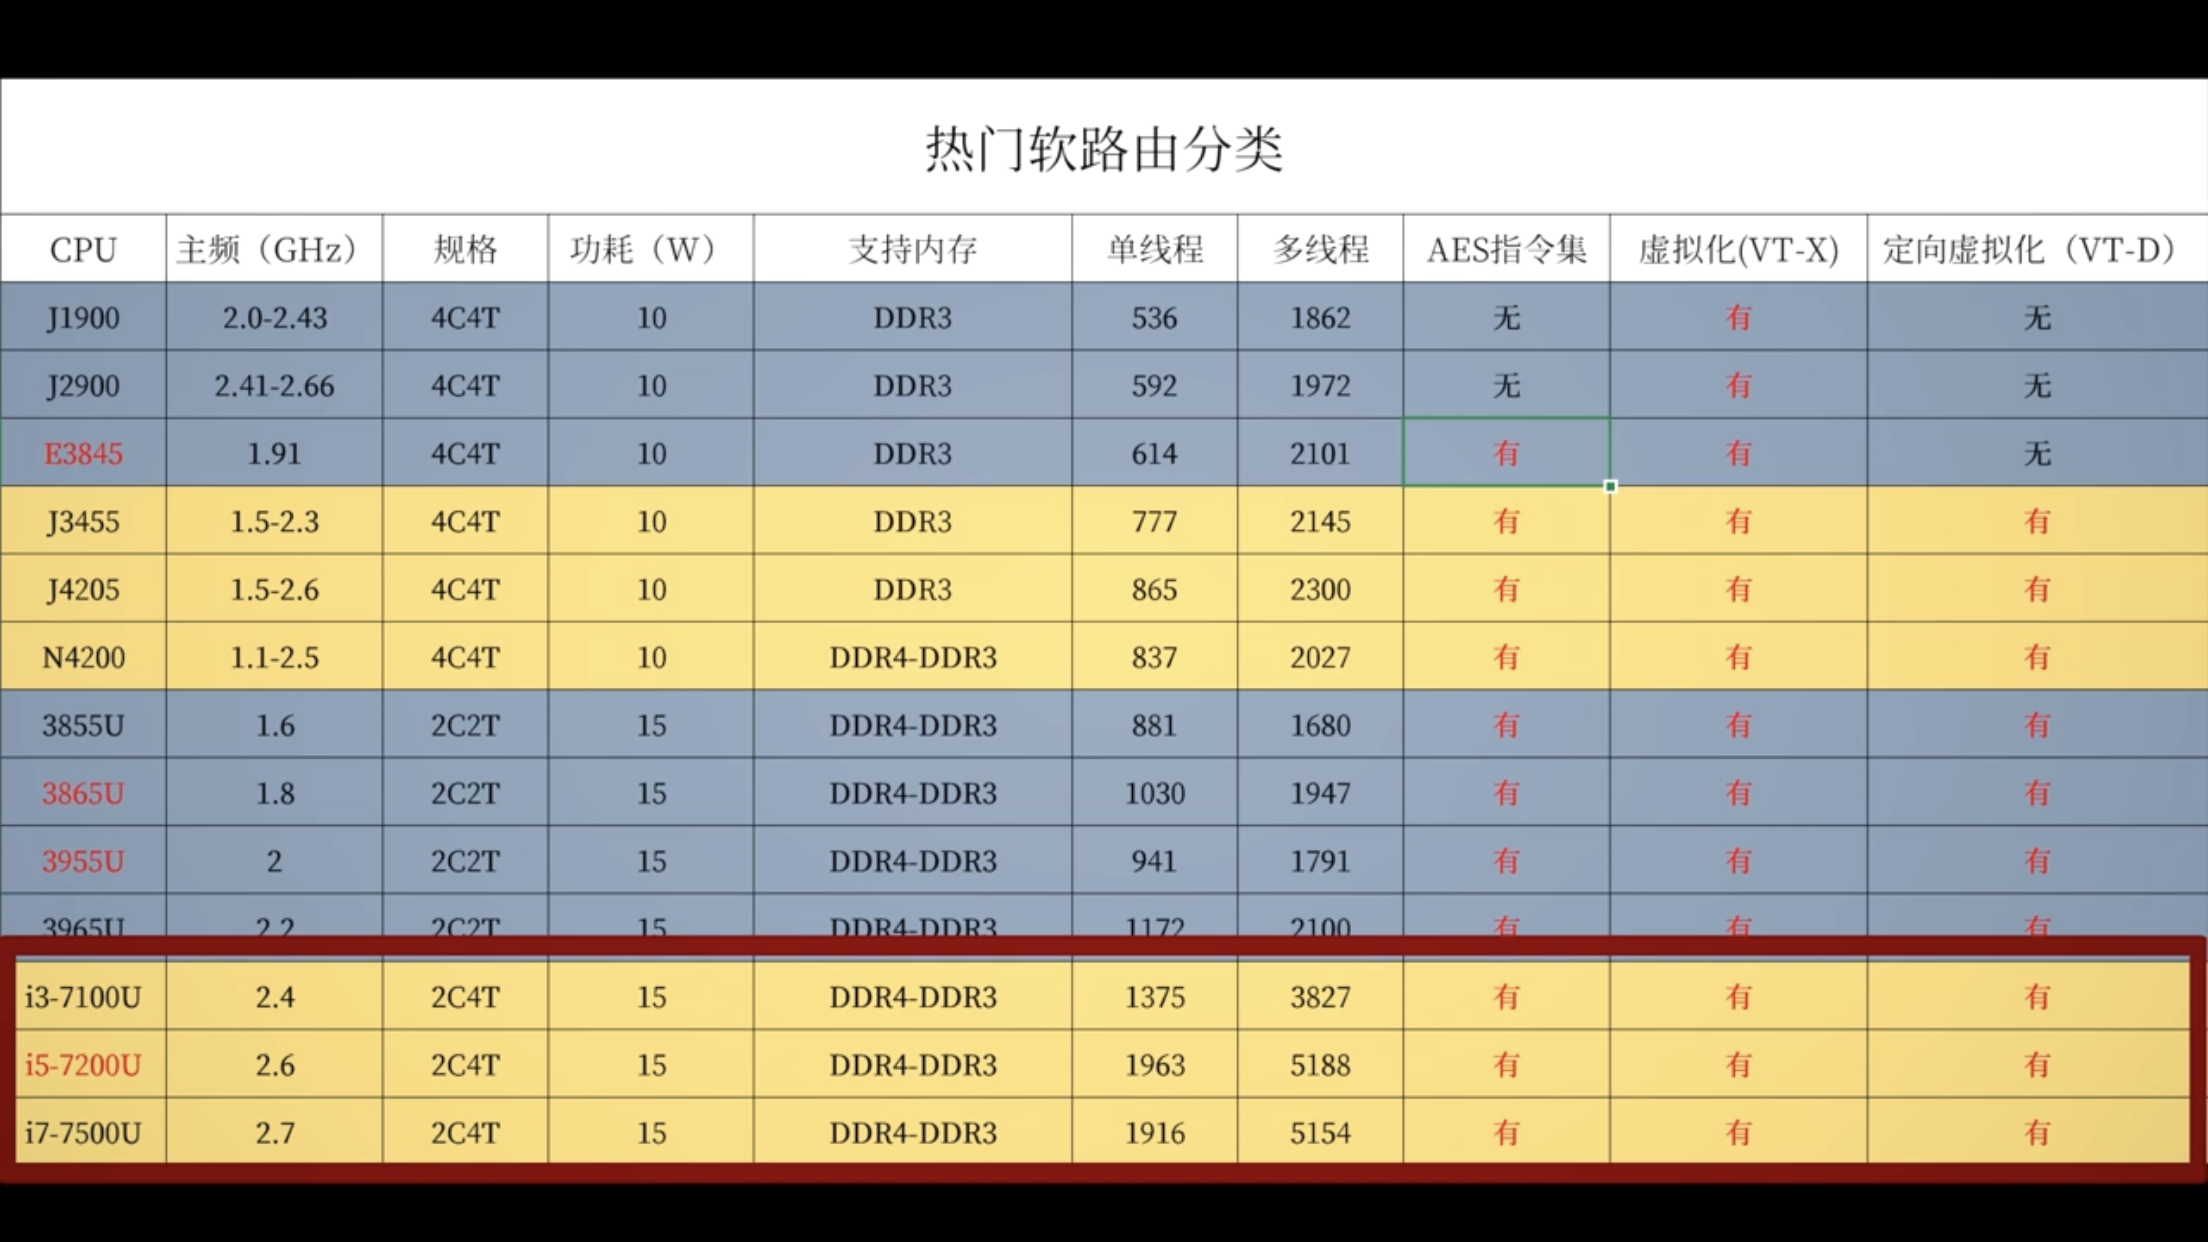 热门软路由分类
CPU 主频（GHz） 规格 功耗（W） 支持内存 单线程 多线程 AES指令集 虚拟化(VT-X) 定向虚拟化（VT-D）
J1900 2.0-2.43 4C4T 10 DDR3 536 1862 无 有 无
J2900 2.41-2.66 4C4T 10 DDR3 592 1972 无 有 无
E3845 1.91 4C4T 10 DDR3 614 2101 有 有 无
J3455 1.5-2.3 4C4T 10 DDR3 777 2145 有 有 有
J4205 1.5-2.6 4C4T 10 DDR3 865 2300 有 有 有
N4200 1.1-2.5 4C4T 10 DDR4-DDR3 837 2027 有 有 有
3855U 1.6 2C2T 15 DDR4-DDR3 881 1680 有 有 有
3865U 1.8 2C2T 15 DDR4-DDR3 1030 1947 有 有 有
3955U 2 2C2T 15 DDR4-DDR3 941 1791 有 有 有
3965U 2.2 2C2T 15 DDR4-DDR3 1172 2100 有 有 有
i3-7100U 2.4 2C4T 15 DDR4-DDR3 1375 3827 有 有 有
i5-7200U 2.6 2C4T 15 DDR4-DDR3 1963 5188 有 有 有
i7-7500U 2.7 2C4T 15 DDR4-DDR3 1916 5154 有 有 有